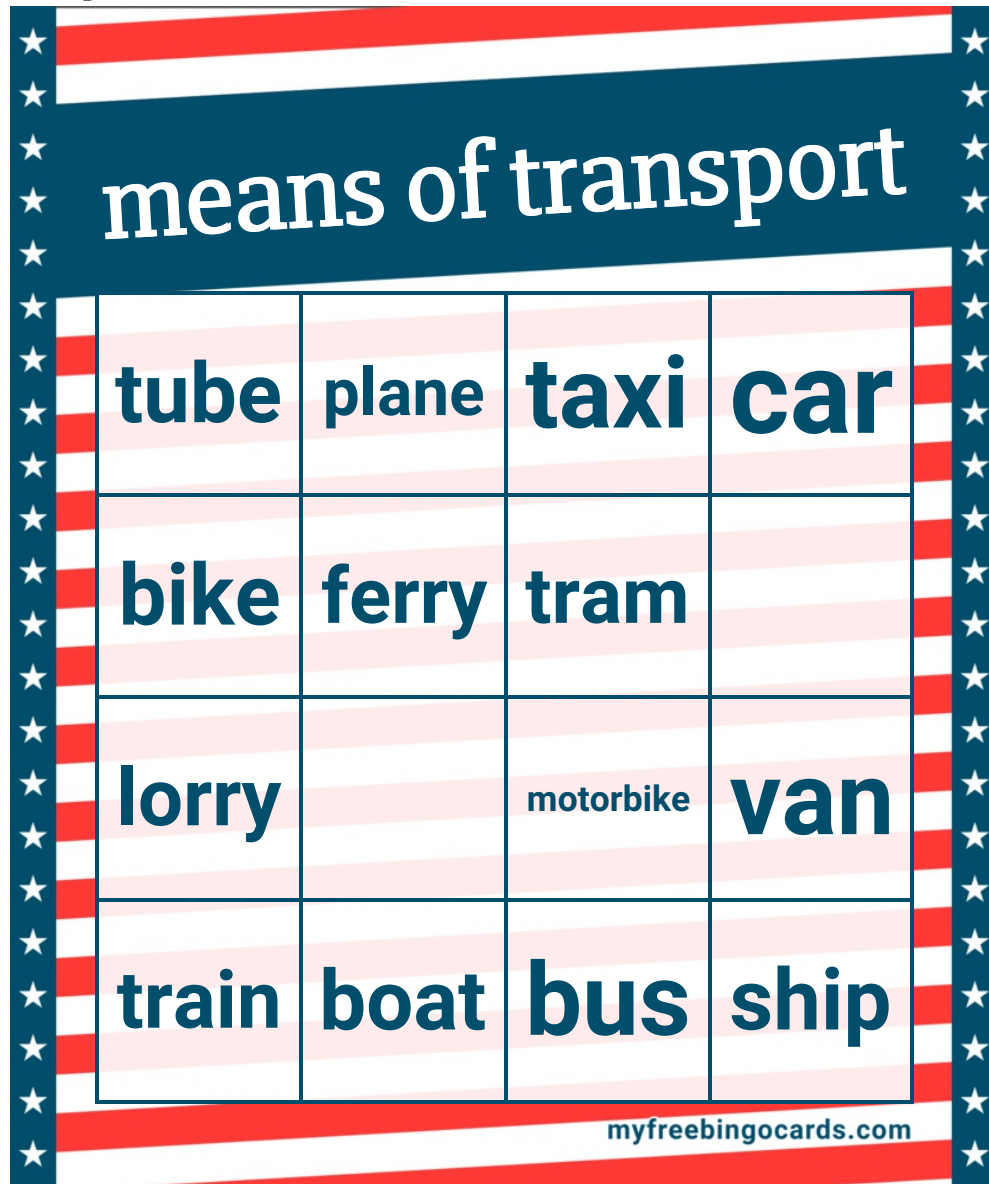 means of transport
tube plane taxi car
bike ferry tram
lorry motorbike van
train boat bus ship
myfreebingocards.com